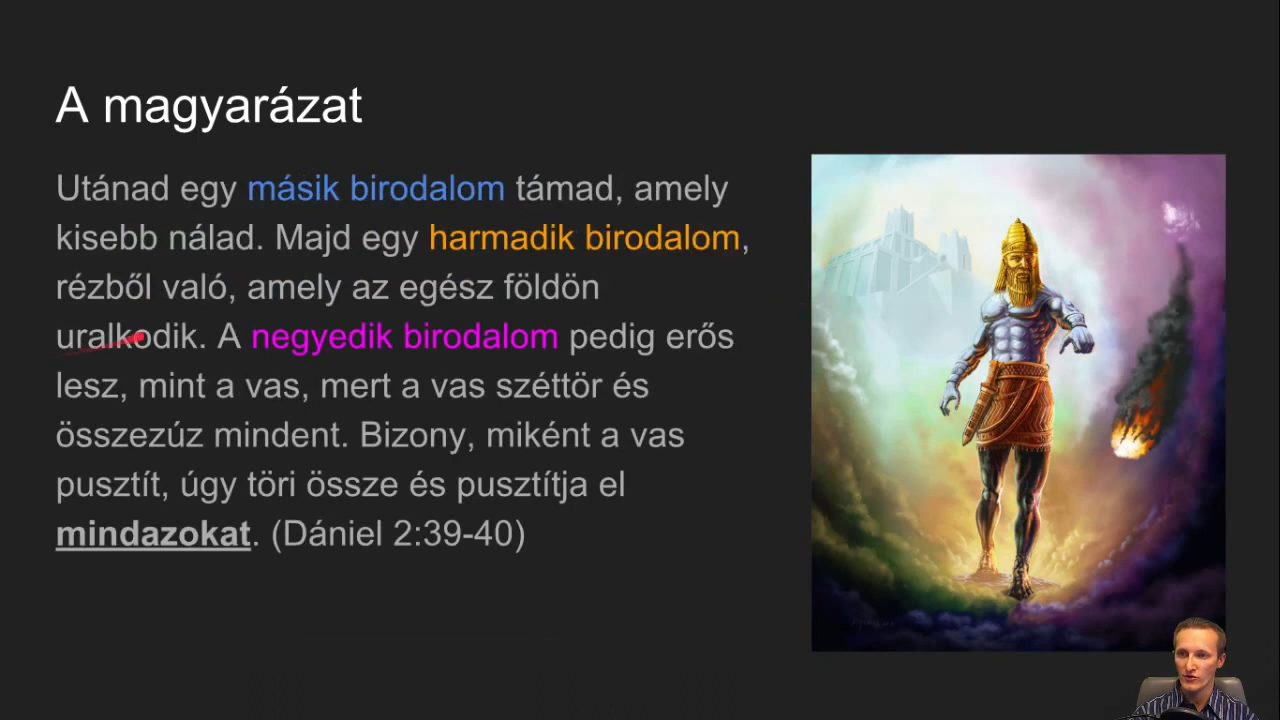 A magyarázat
Utánad egy másik birodalom támad, amely
kisebb nálad. Majd egy harmadik birodalom,
rézből való, amely az egész földön
uralkodik. A negyedik birodalom pedig erős
lesz, mint a vas, mert a vas széttör és
összezúz mindent. Bizony, miként a vas
pusztít, úgy töri össze és pusztítja el
mindazokat. (Dániel 2:39-40)